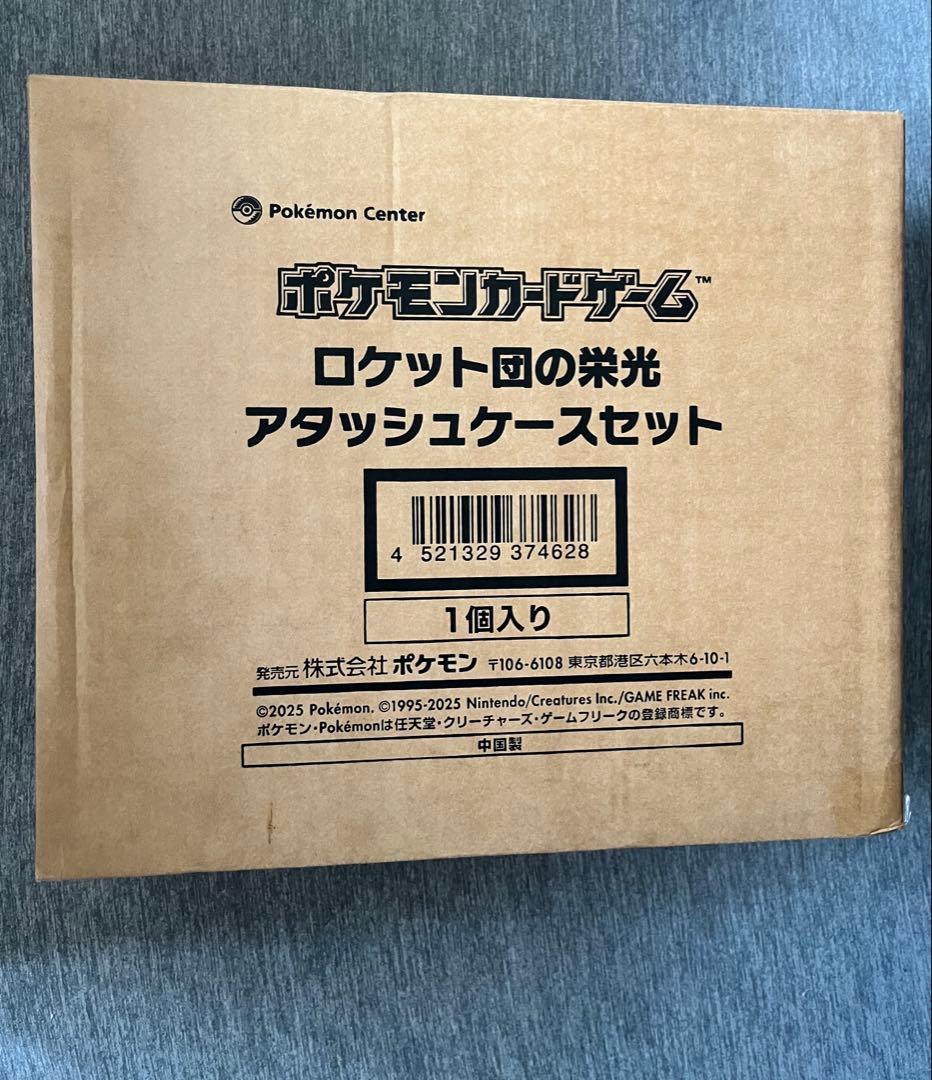 Pokémon Center
ポケモンカードゲーム™
ロケット団の栄光
アタッシュケースセット
4 521329 374628
1個入り
発売元 株式会社 ポケモン 〒106-6108 東京都港区六本木6-10-1
©2025 Pokémon. ©1995-2025 Nintendo/Creatures Inc./GAME FREAK inc.
ポケモン・Pokémonは任天堂・クリーチャーズ・ゲームフリークの登録商標です。
中国製